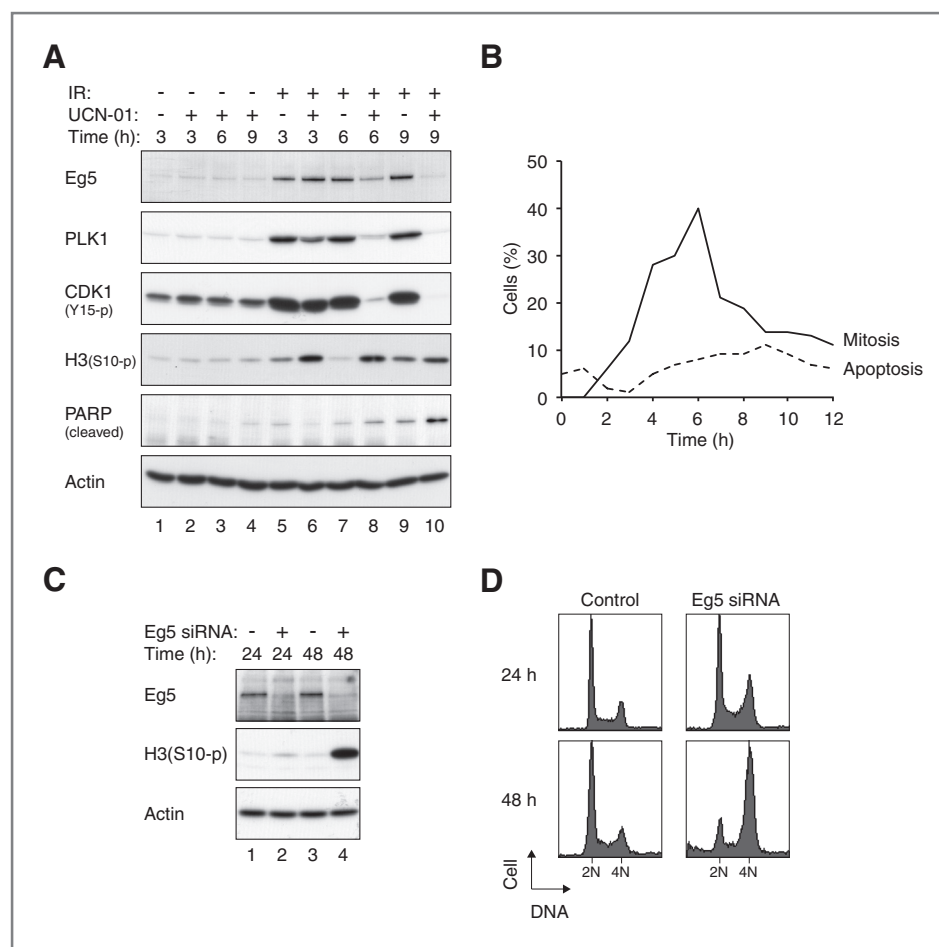 A
IR: - - - - + + + + + +
UCN-01: - + + + - + - + - +
Time (h): 3 3 6 9 3 3 6 6 9 9
Eg5
PLK1
CDK1
(Y15-p)
H3(S10-p)
PARP
(cleaved)
Actin
1 2 3 4 5 6 7 8 9 10
B
50
40
30
20
10
0
Cells (%)
Mitosis
Apoptosis
0 2 4 6 8 10 12
Time (h)
C
Eg5 siRNA: - + - +
Time (h): 24 24 48 48
Eg5
H3(S10-p)
Actin
1 2 3 4
D
Control Eg5 siRNA
24 h
48 h
2N 4N 2N 4N
Cell
DNA